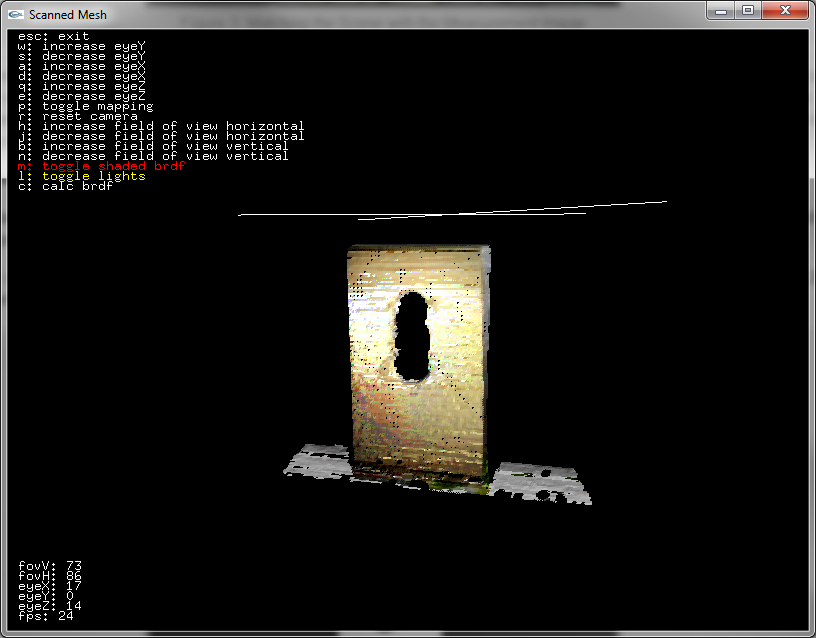 Scanned Mesh
esc: exit
w: increase eyeY
s: decrease eyeY
a: increase eyeX
d: decrease eyeX
q: increase eyeZ
e: decrease eyeZ
p: toggle mapping
r: reset camera
h: increase field of view horizontal
j: decrease field of view horizontal
b: increase field of view vertical
n: decrease field of view vertical
m: toggle shaded brdf
l: toggle lights
c: calc brdf
fovV: 73
fovH: 86
eyeX: 17
eyeY: 0
eyeZ: 14
fps: 24